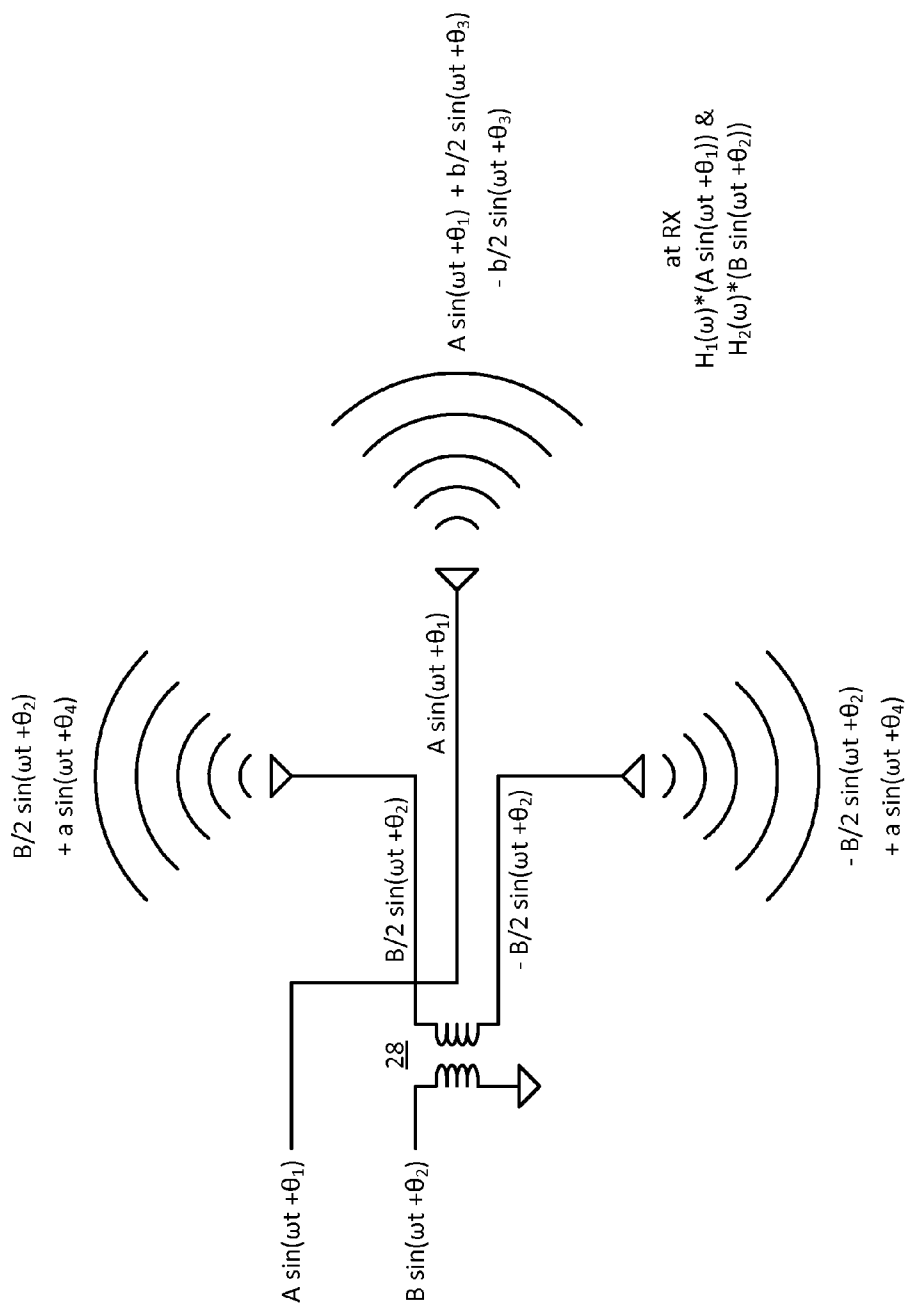 A sin(ωt +θ₁)
B sin(ωt +θ₂)
28
B/2 sin(ωt +θ₂)
A sin(ωt +θ₁)
- B/2 sin(ωt +θ₂)
B/2 sin(ωt +θ₂)
+ a sin(ωt +θ₄)
- B/2 sin(ωt +θ₂)
+ a sin(ωt +θ₄)
A sin(ωt +θ₁) + b/2 sin(ωt +θ₃)
- b/2 sin(ωt +θ₃)
at RX
H₁(ω)*(A sin(ωt +θ₁)) &
H₂(ω)*(B sin(ωt +θ₂))